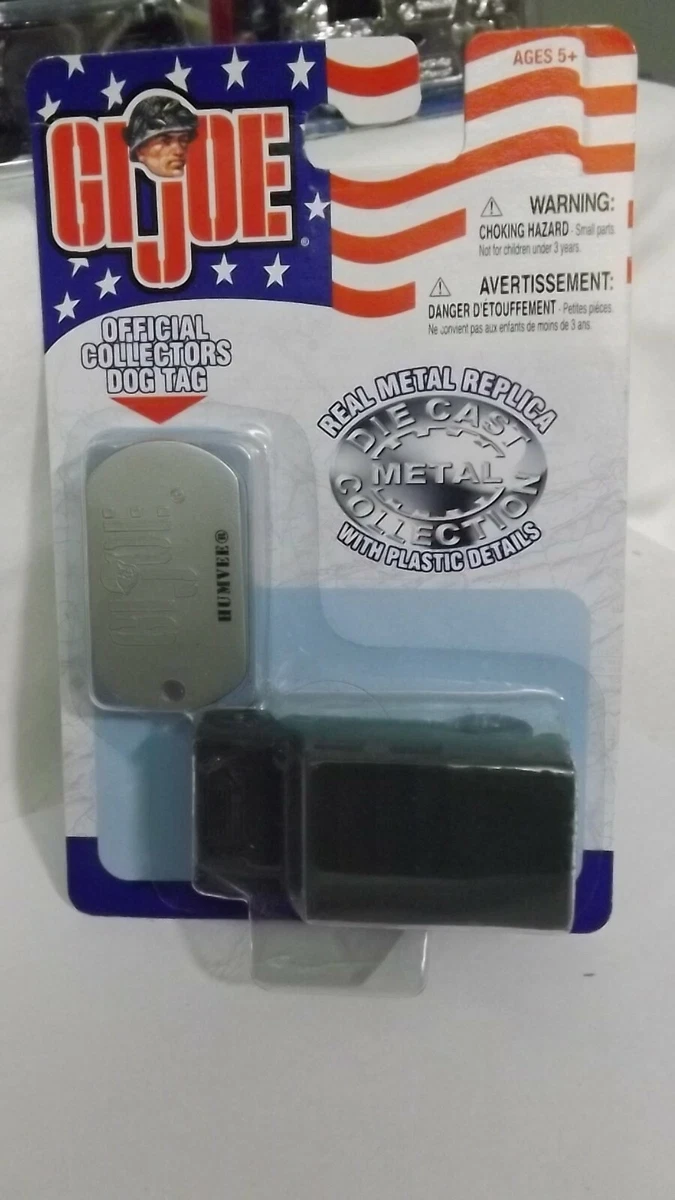 AGES 5+
GI JOE ®
⚠ WARNING:
CHOKING HAZARD - Small parts.
Not for children under 3 years.
⚠ AVERTISSEMENT:
DANGER D'ÉTOUFFEMENT - Petites pièces.
Ne convient pas aux enfants de moins de 3 ans.
OFFICIAL
COLLECTORS
DOG TAG
REAL METAL REPLICA
DIE CAST
METAL
COLLECTION
WITH PLASTIC DETAILS
GI JOE ®
HUMVEE®